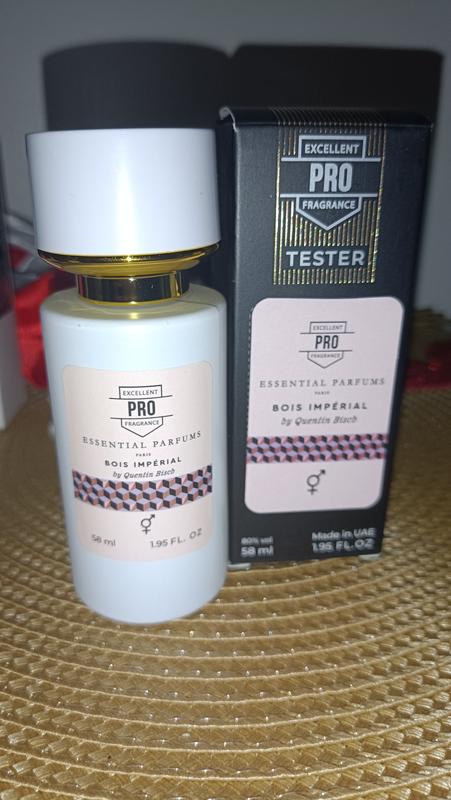 EXCELLENT
PRO
FRAGRANCE
ESSENTIAL PARFUMS
PARIS
BOIS IMPÉRIAL
by Quentin Bisch
58 ml 1.95 FL. OZ
EXCELLENT
PRO
FRAGRANCE
TESTER
EXCELLENT
PRO
FRAGRANCE
ESSENTIAL PARFUMS
PARIS
BOIS IMPÉRIAL
by Quentin Bisch
80% vol Made in UAE
58 ml 1.95 FL. OZ